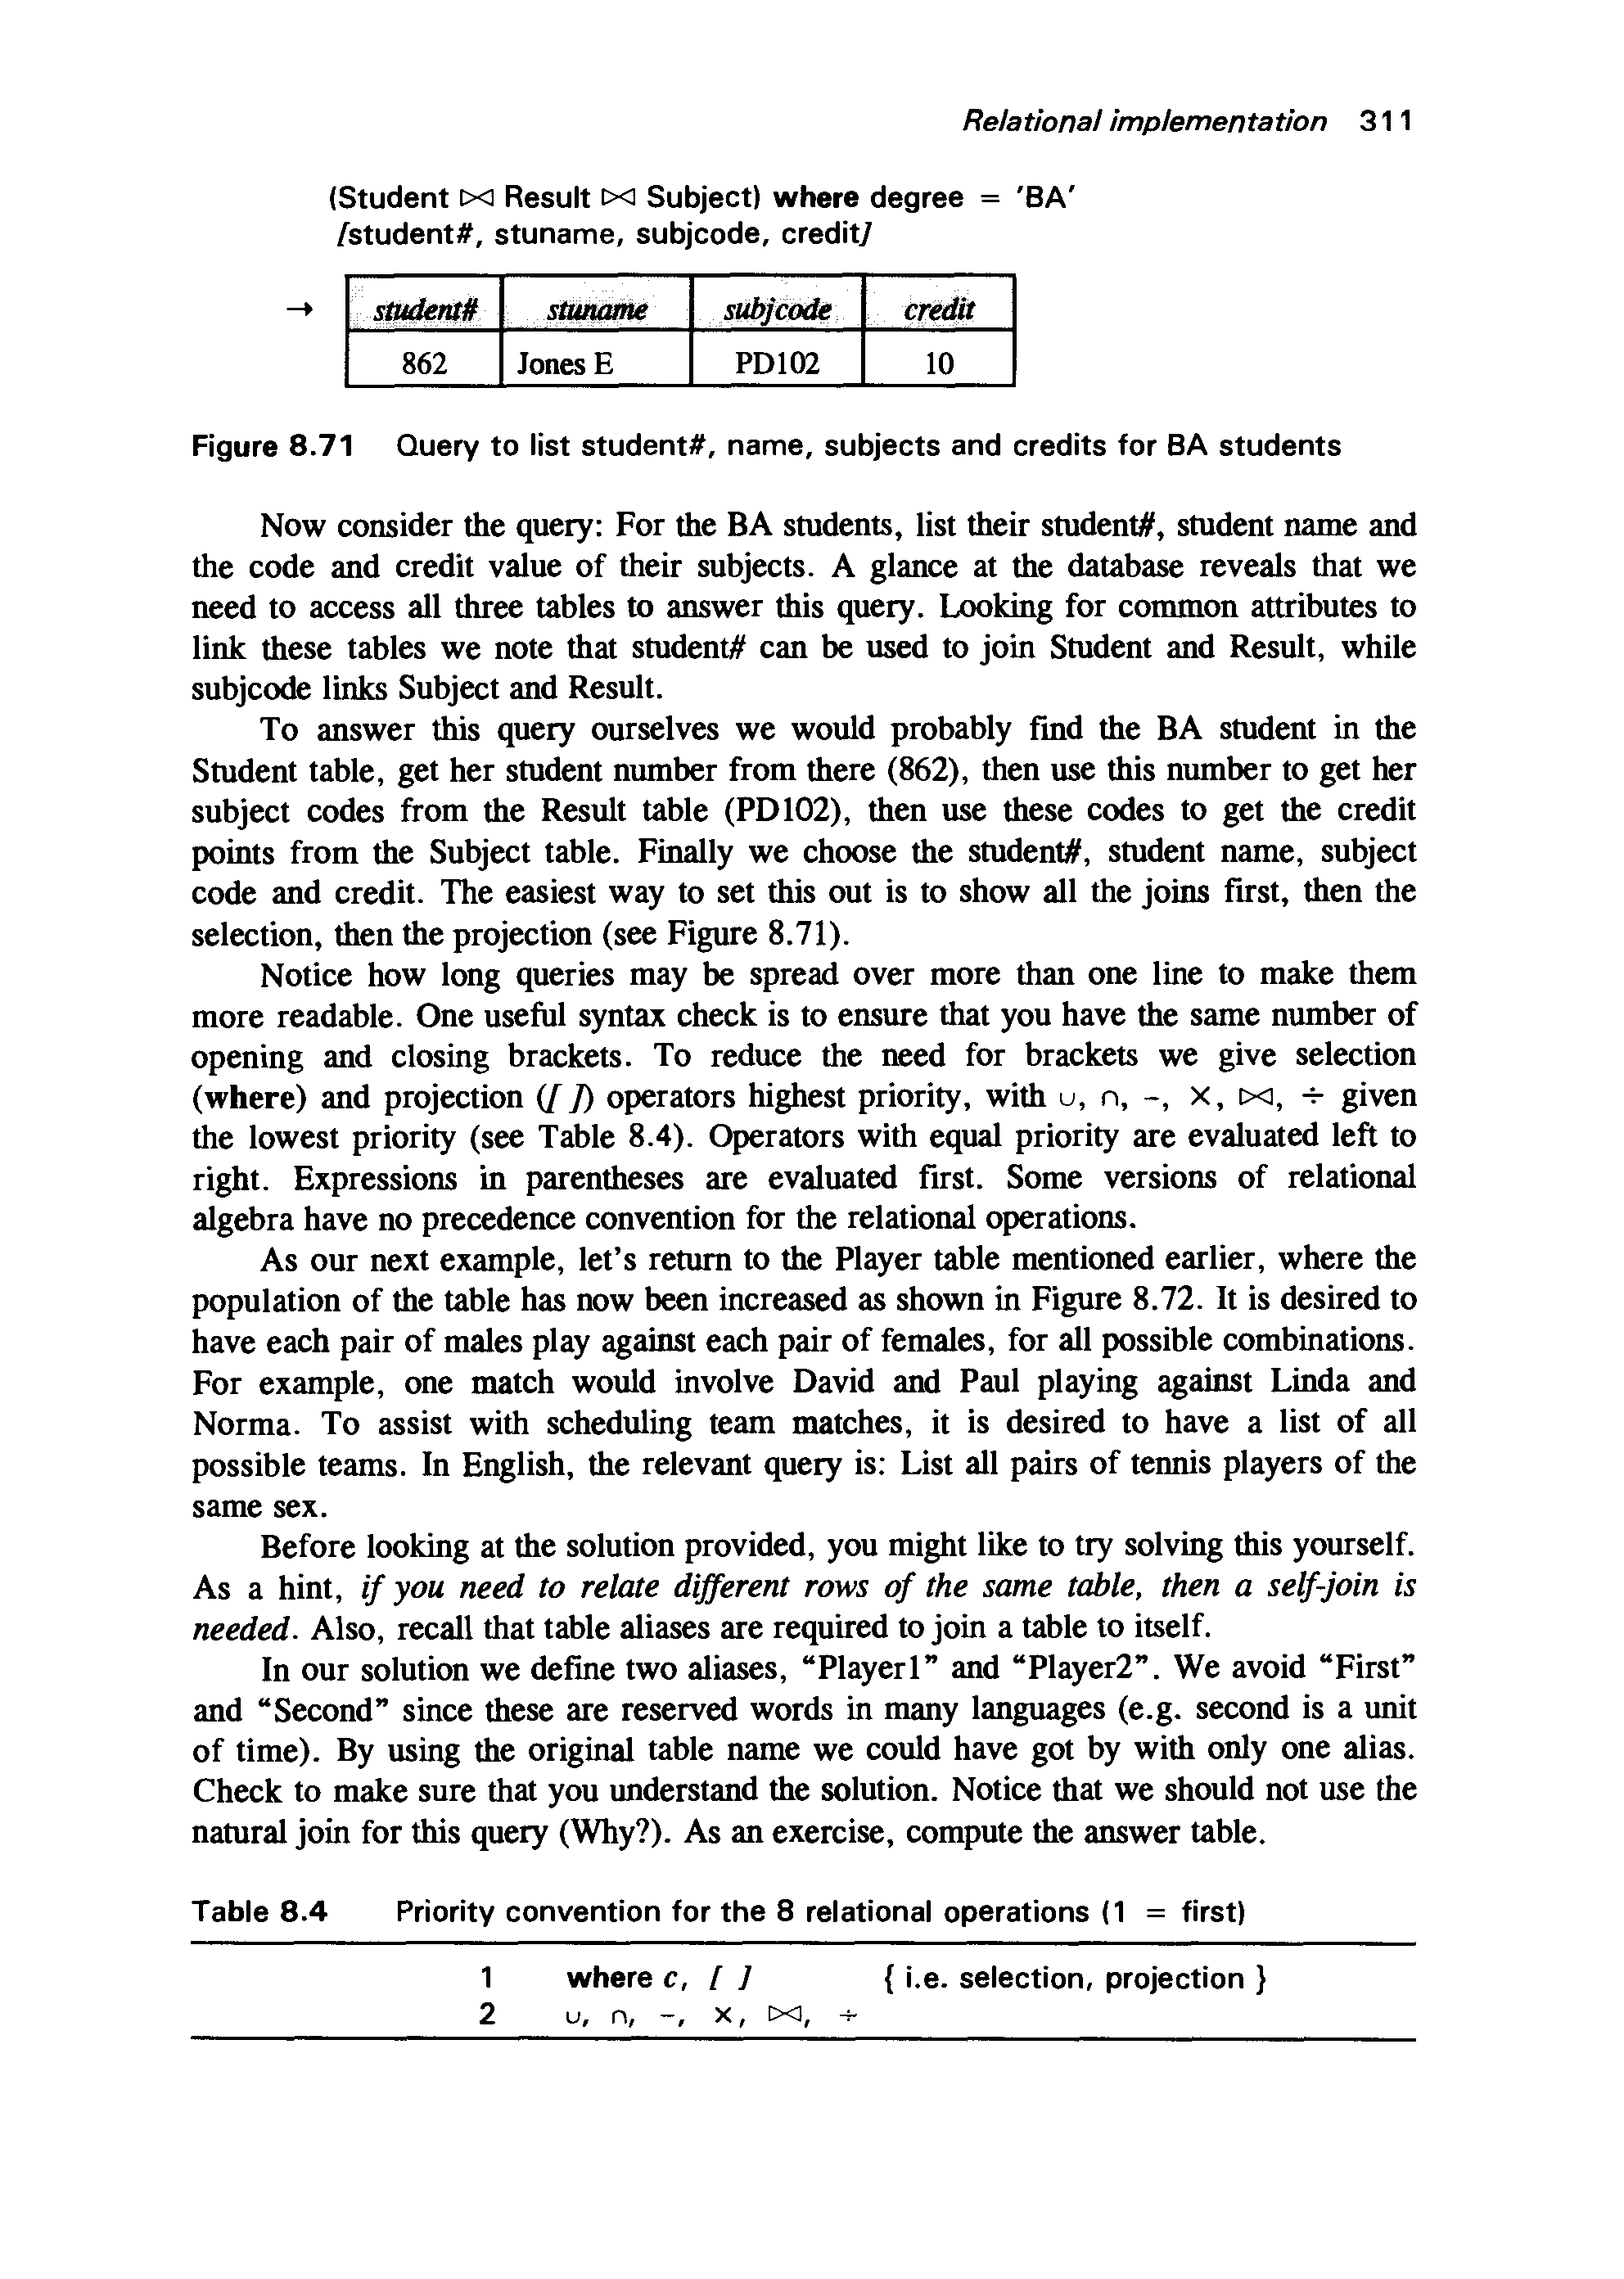 Relational implementation 311
(Student ⋈ Result ⋈ Subject) where degree = 'BA'
[student#, stuname, subjcode, credit]
→ student# stuname subjcode credit
862 Jones E PD102 10
Figure 8.71 Query to list student#, name, subjects and credits for BA students
Now consider the query: For the BA students, list their student#, student name and
the code and credit value of their subjects. A glance at the database reveals that we
need to access all three tables to answer this query. Looking for common attributes to
link these tables we note that student# can be used to join Student and Result, while
subjcode links Subject and Result.
To answer this query ourselves we would probably find the BA student in the
Student table, get her student number from there (862), then use this number to get her
subject codes from the Result table (PD102), then use these codes to get the credit
points from the Subject table. Finally we choose the student#, student name, subject
code and credit. The easiest way to set this out is to show all the joins first, then the
selection, then the projection (see Figure 8.71).
Notice how long queries may be spread over more than one line to make them
more readable. One useful syntax check is to ensure that you have the same number of
opening and closing brackets. To reduce the need for brackets we give selection
(where) and projection ([ ]) operators highest priority, with ∪, ∩, -, X, ⋈, ÷ given
the lowest priority (see Table 8.4). Operators with equal priority are evaluated left to
right. Expressions in parentheses are evaluated first. Some versions of relational
algebra have no precedence convention for the relational operations.
As our next example, let's return to the Player table mentioned earlier, where the
population of the table has now been increased as shown in Figure 8.72. It is desired to
have each pair of males play against each pair of females, for all possible combinations.
For example, one match would involve David and Paul playing against Linda and
Norma. To assist with scheduling team matches, it is desired to have a list of all
possible teams. In English, the relevant query is: List all pairs of tennis players of the
same sex.
Before looking at the solution provided, you might like to try solving this yourself.
As a hint, if you need to relate different rows of the same table, then a self-join is
needed. Also, recall that table aliases are required to join a table to itself.
In our solution we define two aliases, “Player1” and “Player2”. We avoid “First”
and “Second” since these are reserved words in many languages (e.g. second is a unit
of time). By using the original table name we could have got by with only one alias.
Check to make sure that you understand the solution. Notice that we should not use the
natural join for this query (Why?). As an exercise, compute the answer table.
Table 8.4 Priority convention for the 8 relational operations (1 = first)
1 where c, [ ] { i.e. selection, projection }
2 ∪, ∩, -, X, ⋈, ÷